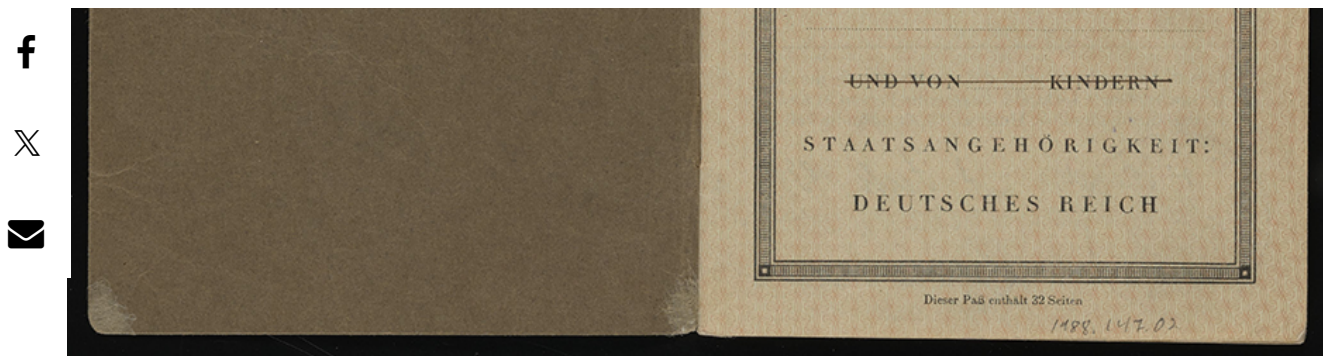 UND VON KINDERN
STAATSANGEHÖRIGKEIT:
DEUTSCHES REICH
Dieser Paß enthält 32 Seiten
1988.147.02